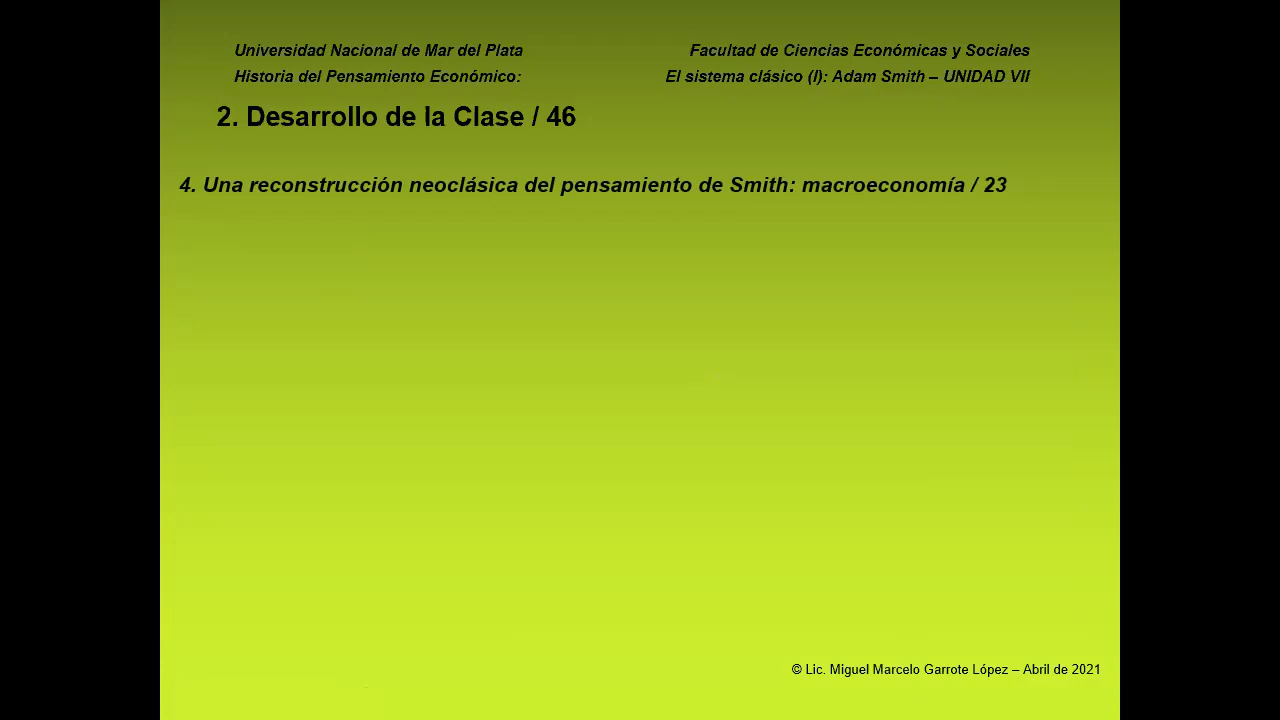 Universidad Nacional de Mar del Plata Facultad de Ciencias Económicas y Sociales
Historia del Pensamiento Económico: El sistema clásico (I): Adam Smith – UNIDAD VII
2. Desarrollo de la Clase / 46
4. Una reconstrucción neoclásica del pensamiento de Smith: macroeconomía / 23
© Lic. Miguel Marcelo Garrote López – Abril de 2021